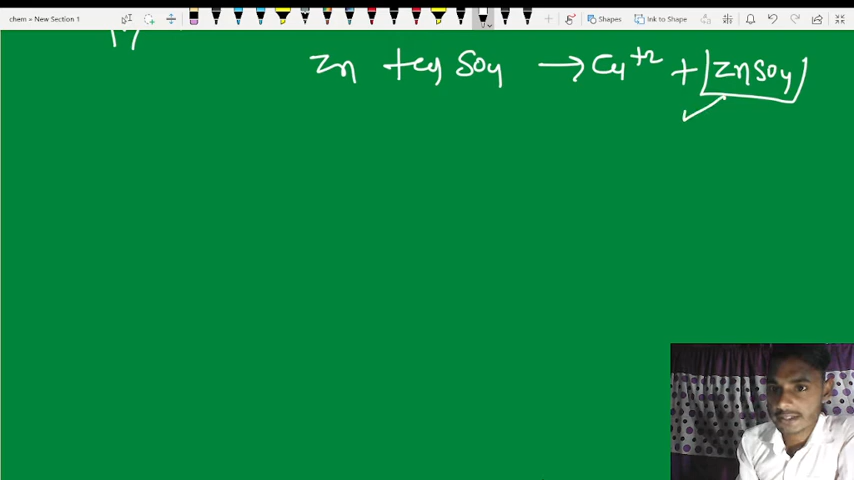 chem » New Section 1
Shapes
Ink to Shape
Zn + Cu SO4 → Cu+2 + ZnSO4